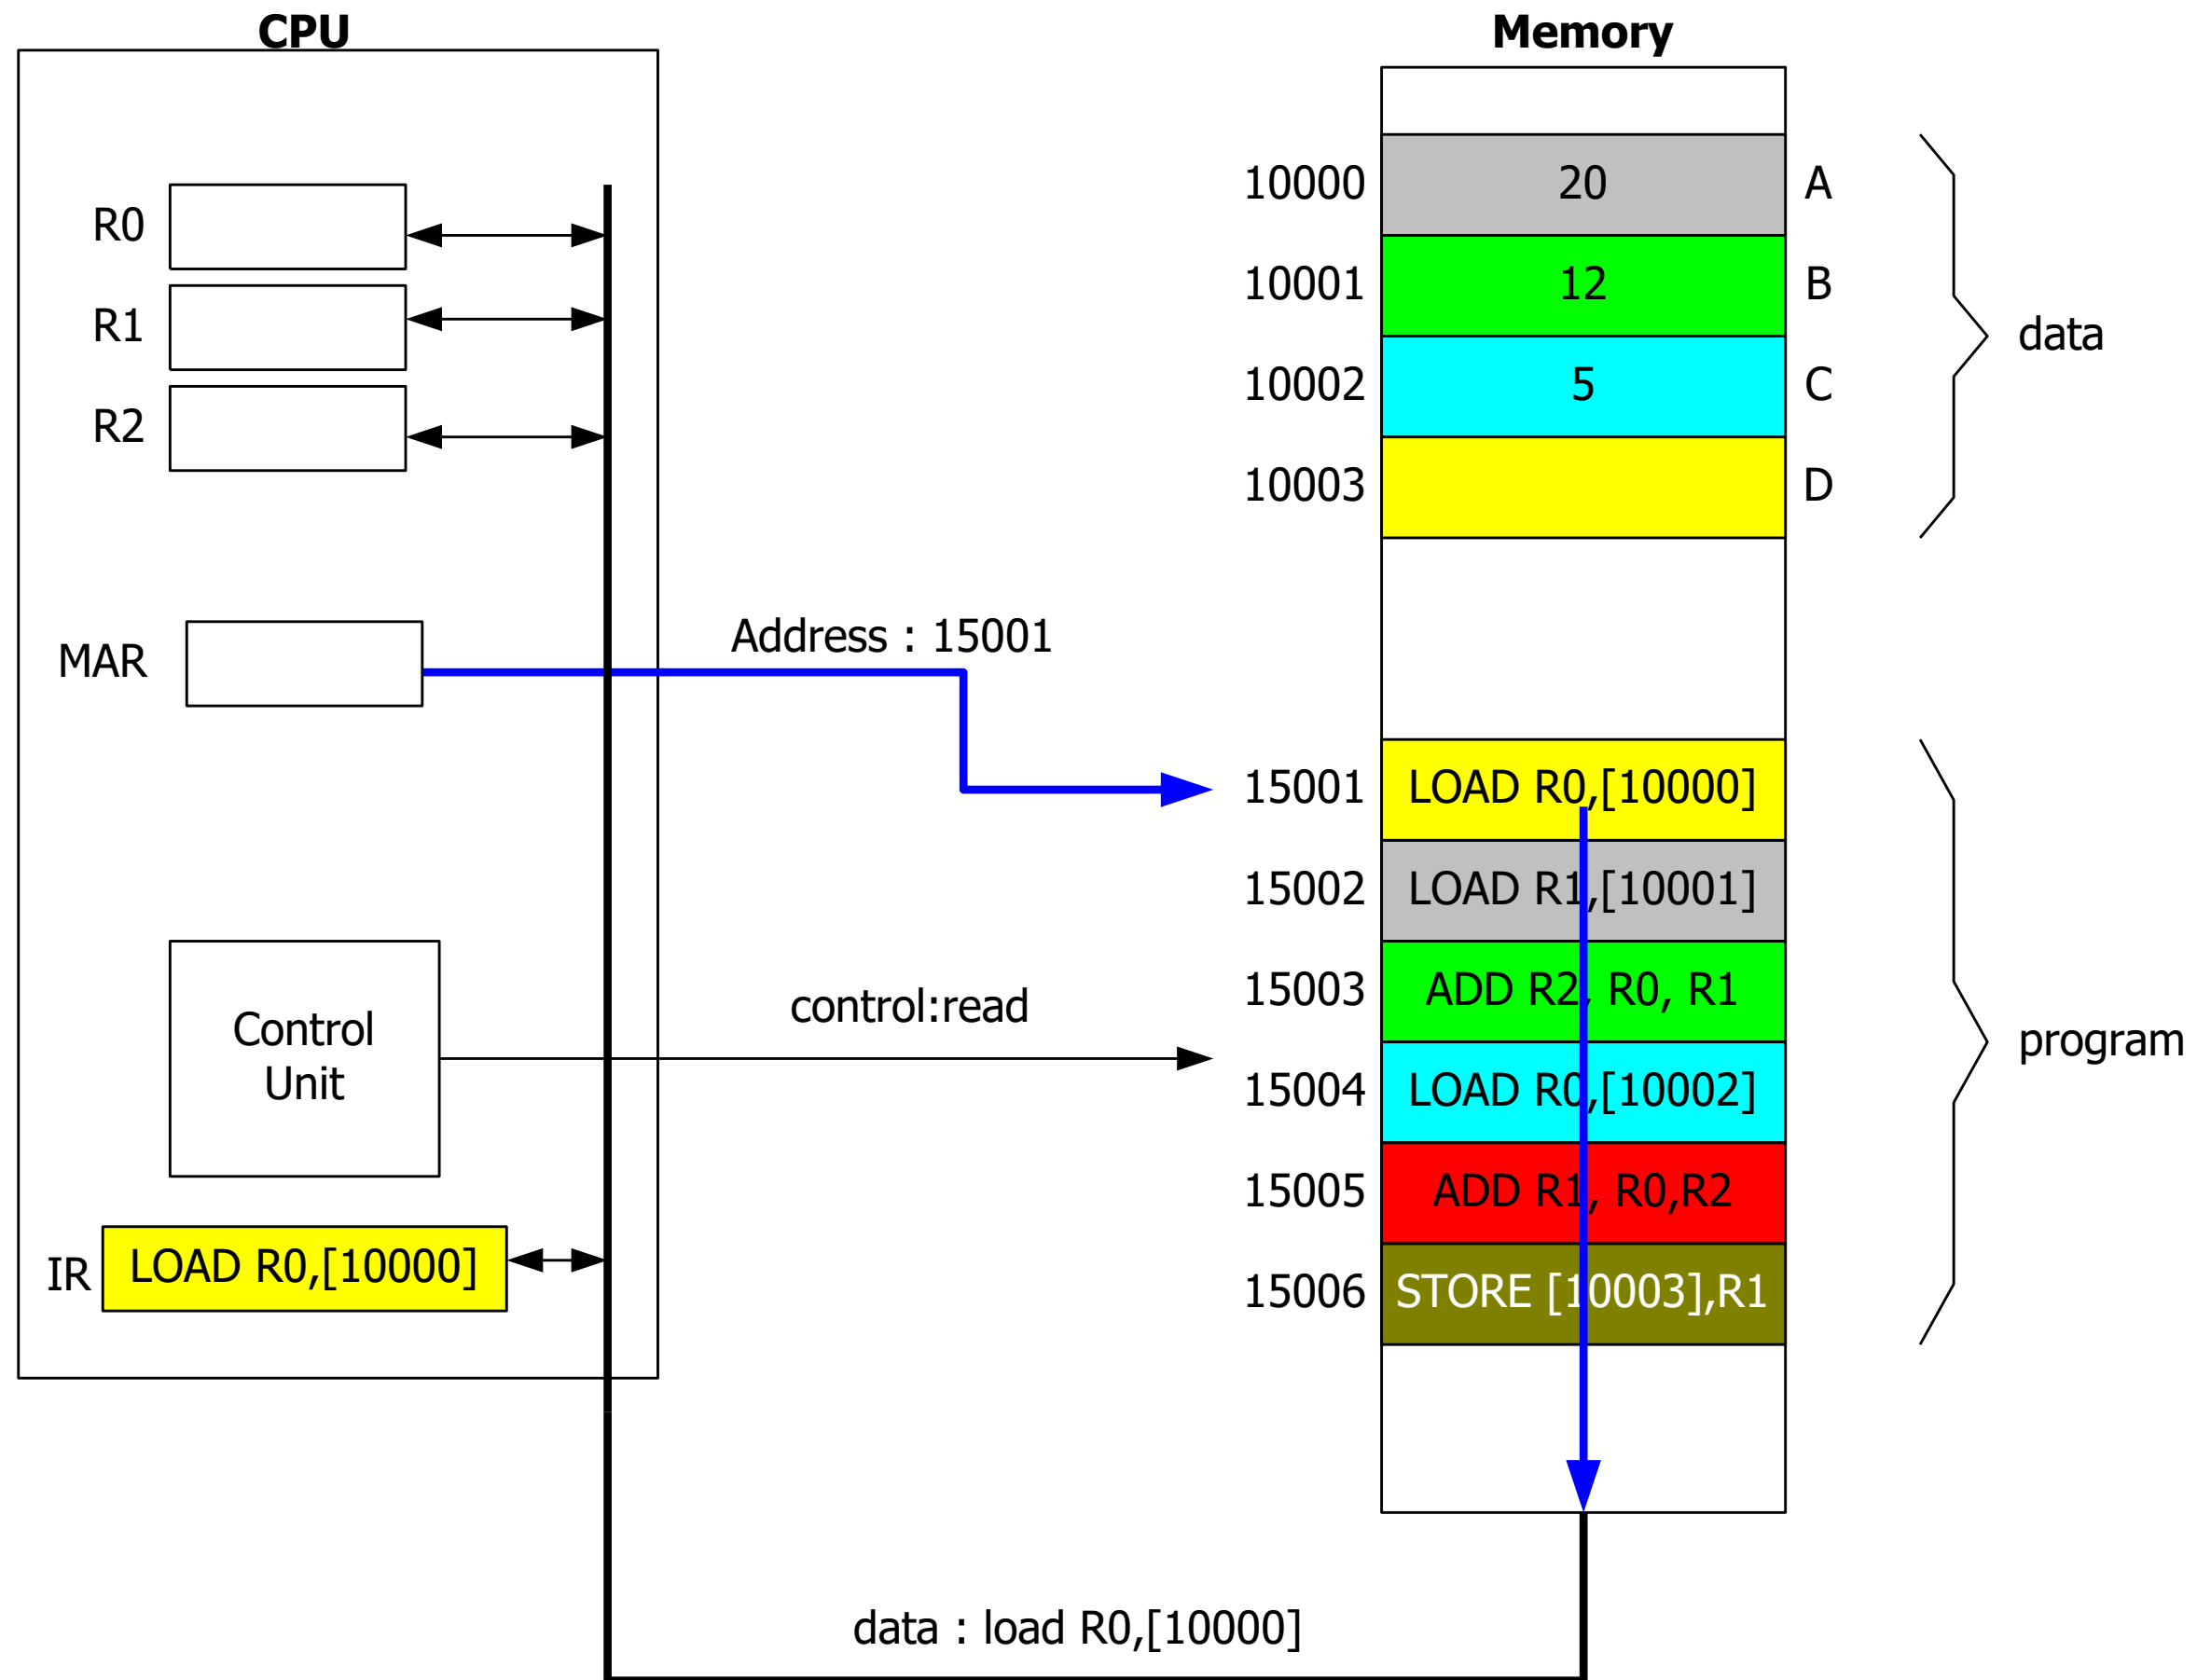 CPU
Memory
R0
R1
R2
10000 20 A
10001 12 B
10002 5 C
10003 D
data
MAR
Address : 15001
15001 LOAD R0,[10000]
15002 LOAD R1,[10001]
15003 ADD R2, R0, R1
15004 LOAD R0,[10002]
15005 ADD R1, R0,R2
15006 STORE [10003],R1
program
Control
Unit
control:read
IR LOAD R0,[10000]
data : load R0,[10000]